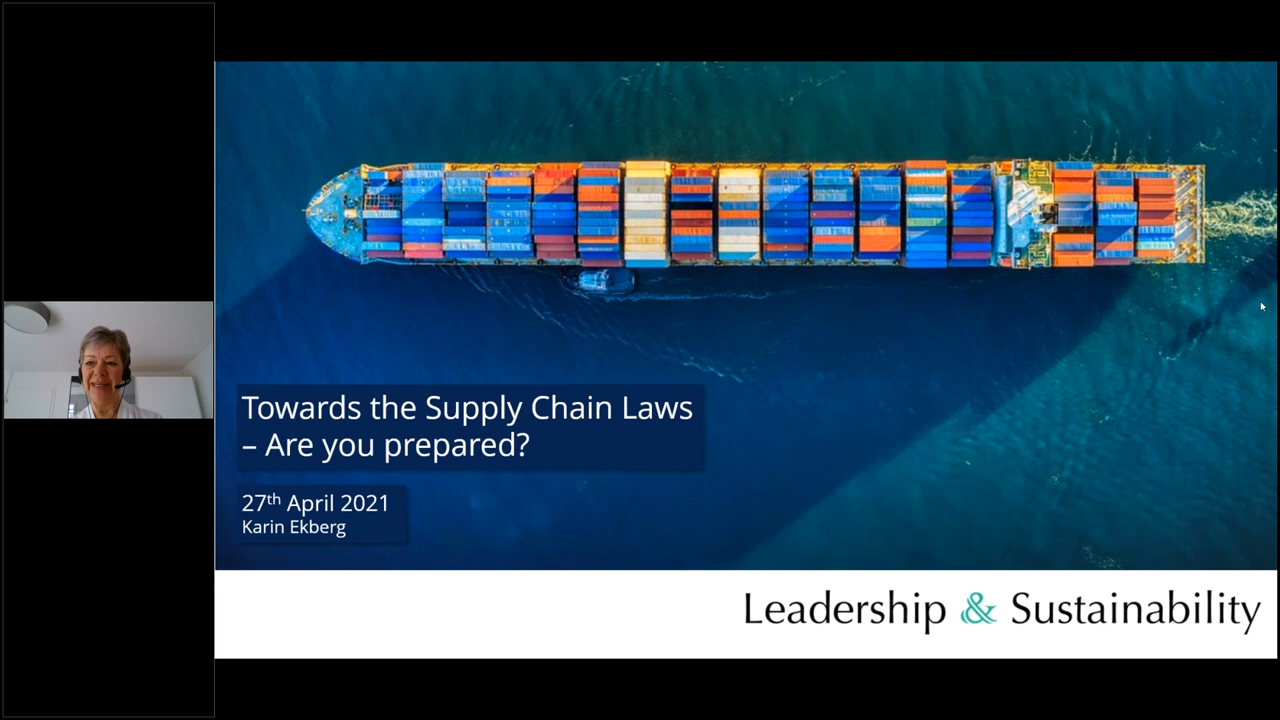 Towards the Supply Chain Laws
– Are you prepared?
27th April 2021
Karin Ekberg
Leadership & Sustainability